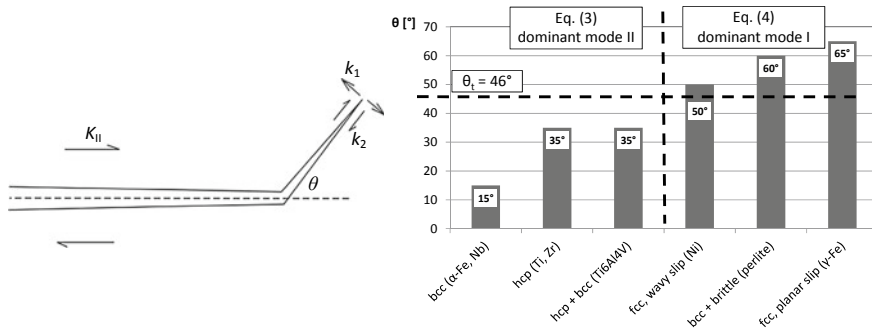 K_II
θ
k_1
k_2
θ [°]
Eq. (3)
dominant mode II
Eq. (4)
dominant mode I
θ_t = 46°
70
60
50
40
30
20
10
0
15°
35°
35°
50°
60°
65°
bcc (α-Fe, Nb)
hcp (Ti, Zr)
hcp + bcc (Ti6Al4V)
fcc, wavy slip (Ni)
bcc + brittle (perlite)
fcc, planar slip (γ-Fe)